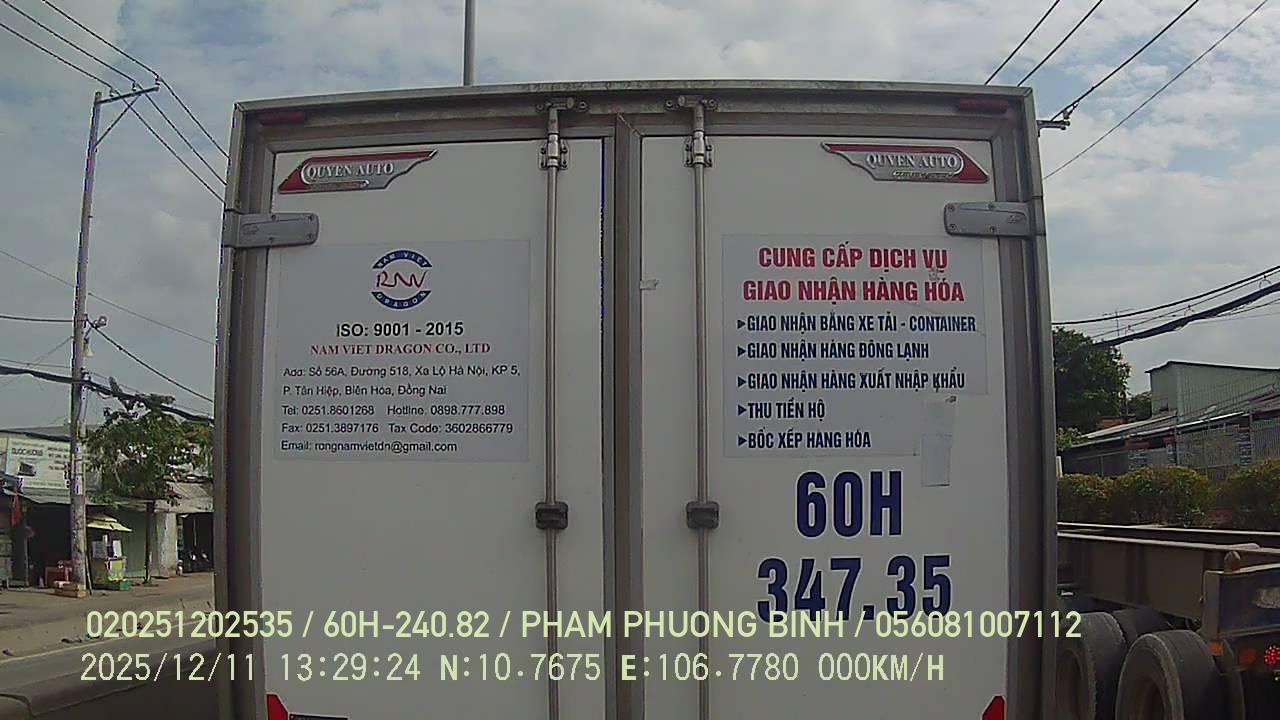 QUYEN AUTO
QUYEN AUTO
NAM VIET
RNV
DRAGON
ISO: 9001 - 2015
NAM VIET DRAGON CO., LTD
Add: Số 56A, Đường 518, Xa Lộ Hà Nội, KP 5,
P. Tân Hiệp, Biên Hòa, Đồng Nai
Tel: 0251.8601268 Hotline: 0898.777.898
Fax: 0251.3897176 Tax Code: 3602866779
Email: rongnamvietdn@gmail.com
CUNG CẤP DỊCH VỤ
GIAO NHẬN HÀNG HÓA
GIAO NHẬN BẰNG XE TẢI - CONTAINER
GIAO NHẬN HÀNG ĐÔNG LẠNH
GIAO NHẬN HÀNG XUẤT NHẬP KHẨU
THU TIỀN HỘ
BỐC XẾP HÀNG HÓA
60H
347.35
020251202535 / 60H-240.82 / PHAM PHUONG BINH / 056081007112
2025/12/11 13:29:24 N:10.7675 E:106.7780 000KM/H